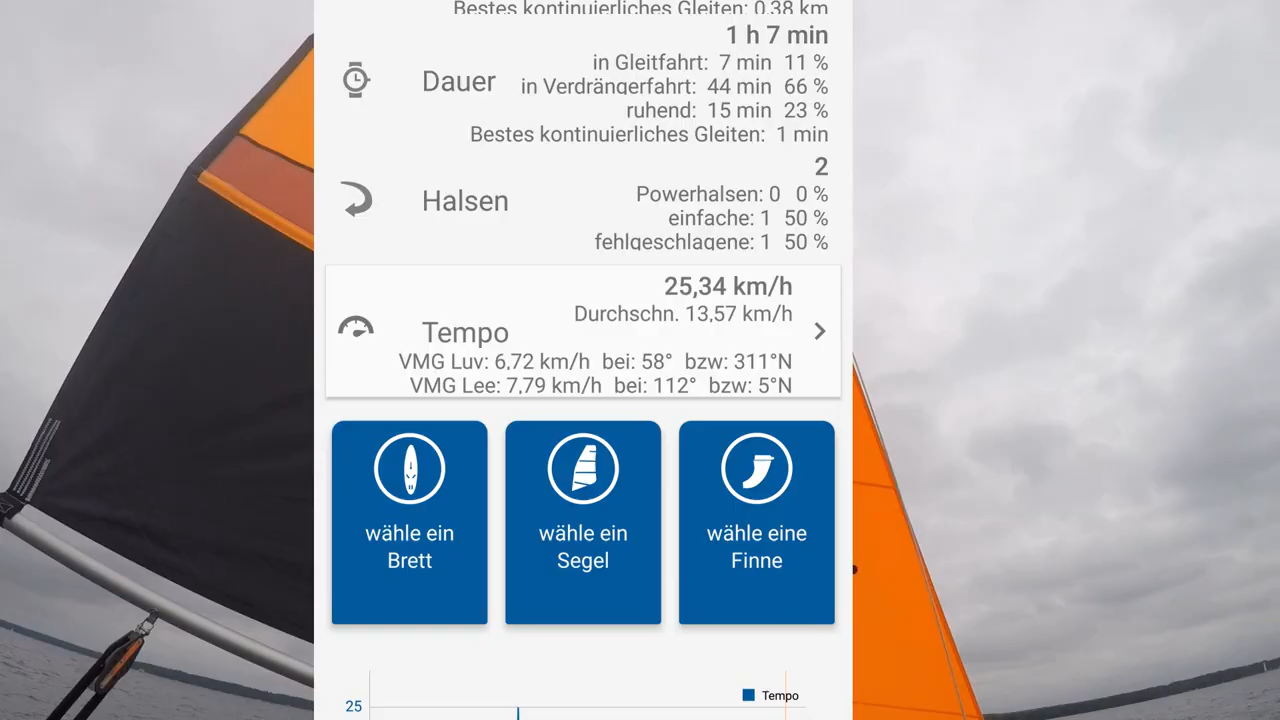 Bestes kontinuierliches Gleiten: 0,38 km
1 h 7 min
in Gleitfahrt: 7 min 11 %
Dauer
in Verdrängerfahrt: 44 min 66 %
ruhend: 15 min 23 %
Bestes kontinuierliches Gleiten: 1 min
2
Powerhalsen: 0 0 %
Halsen
einfache: 1 50 %
fehlgeschlagene: 1 50 %
25,34 km/h
Durchschn. 13,57 km/h
Tempo
VMG Luv: 6,72 km/h bei: 58° bzw: 311°N
VMG Lee: 7,79 km/h bei: 112° bzw: 5°N
wähle ein
Brett
wähle ein
Segel
wähle eine
Finne
Tempo
25